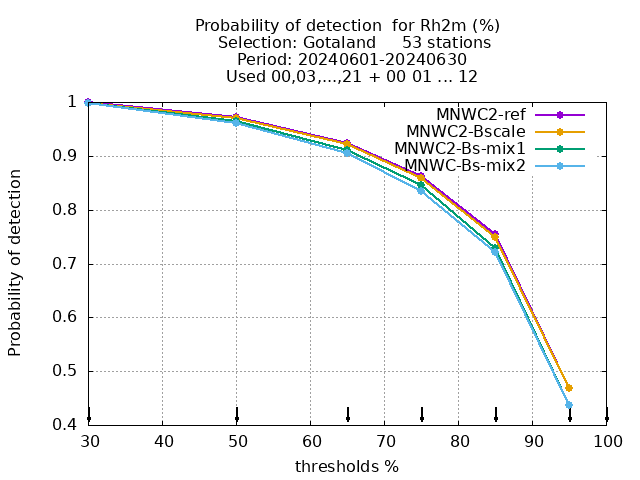 Probability of detection  for Rh2m (%)
Selection: Gotaland     53 stations
Period: 20240601-20240630
Used 00,03,...,21 + 00 01 ... 12
MNWC2-ref
MNWC2-Bscale
MNWC2-Bs-mix1
MNWC-Bs-mix2
Probability of detection
1
0.9
0.8
0.7
0.6
0.5
0.4
30 40 50 60 70 80 90 100
thresholds %